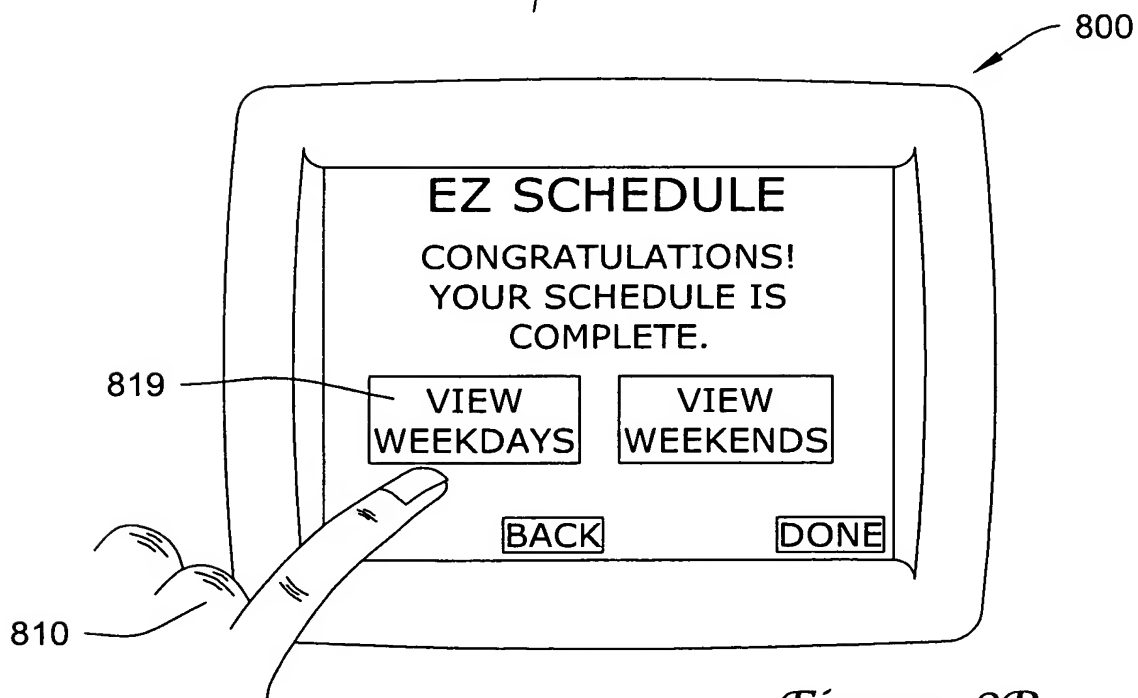 800
EZ SCHEDULE
CONGRATULATIONS!
YOUR SCHEDULE IS
COMPLETE.
819
VIEW
WEEKDAYS
VIEW
WEEKENDS
BACK
DONE
810